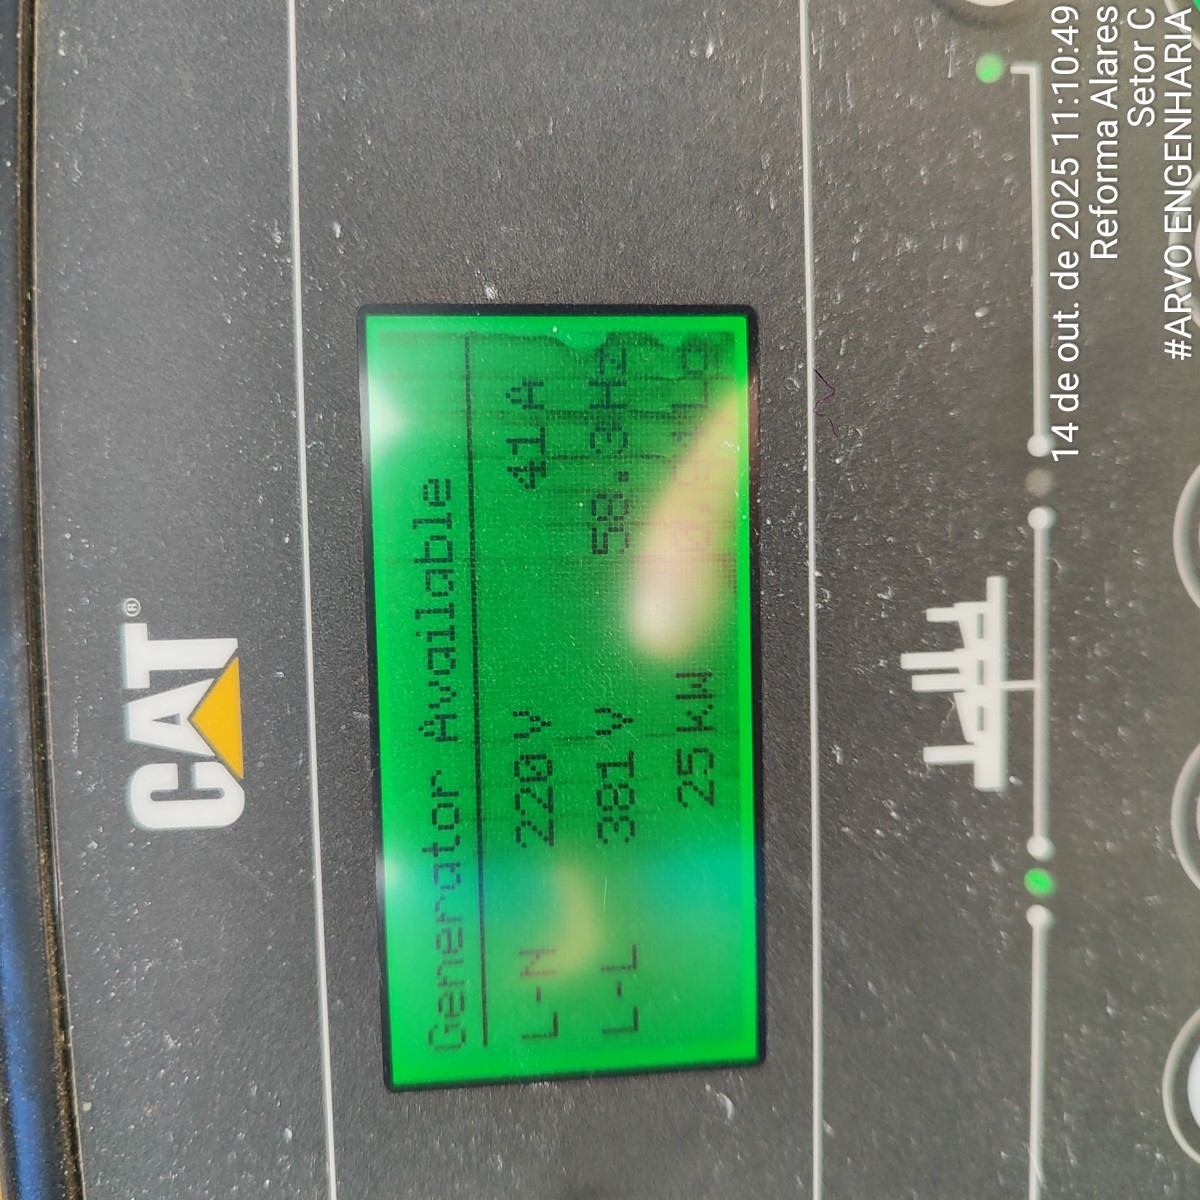 CAT®
Generator Available
L-N 220 V 41 A
L-L 381 V 58.3 Hz
25 kW Lg
14 de out. de 2025 11:10:49
Reforma Alares
Setor C
#ARVO ENGENHARIA